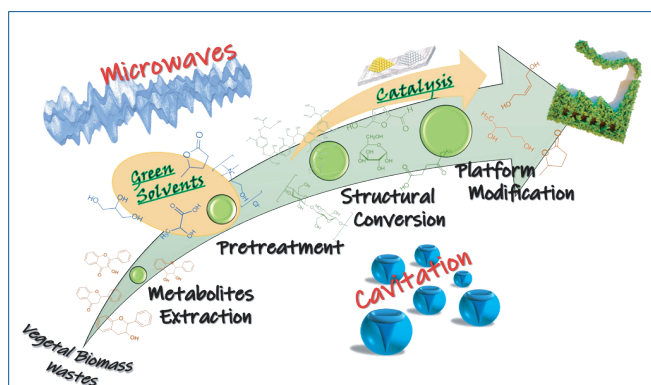 Microwaves
Catalysis
Green
Solvents
Platform
Modification
Structural
Conversion
Pretreatment
Metabolites
Extraction
Cavitation
Vegetal Biomass
Wastes